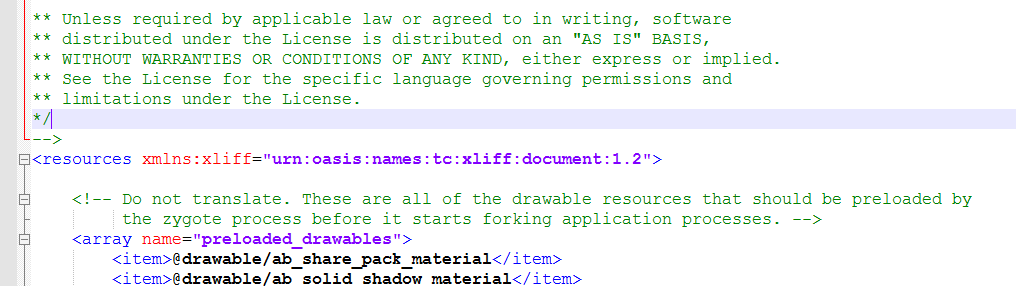 ** Unless required by applicable law or agreed to in writing, software
** distributed under the License is distributed on an "AS IS" BASIS,
** WITHOUT WARRANTIES OR CONDITIONS OF ANY KIND, either express or implied.
** See the License for the specific language governing permissions and
** limitations under the License.
*/
-->
<resources xmlns:xliff="urn:oasis:names:tc:xliff:document:1.2">
<!-- Do not translate. These are all of the drawable resources that should be preloaded by
the zygote process before it starts forking application processes. -->
<array name="preloaded_drawables">
<item>@drawable/ab_share_pack_material</item>
<item>@drawable/ab_solid_shadow_material</item>